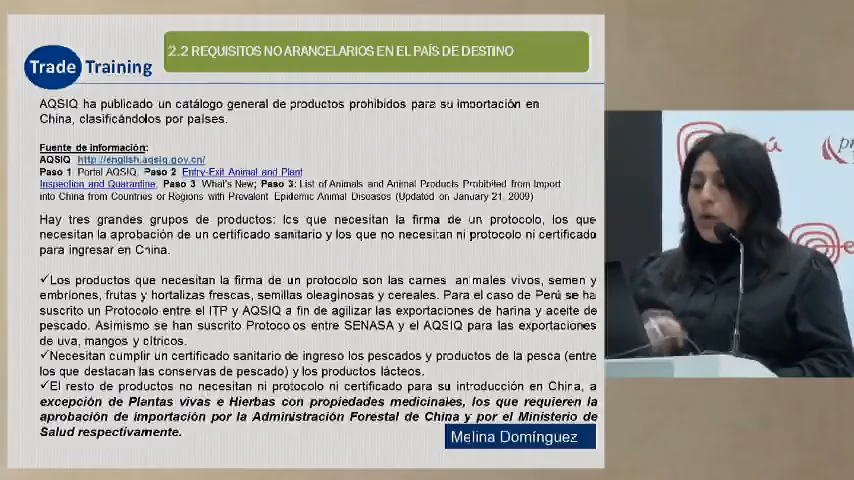 2.2 REQUISITOS NO ARANCELARIOS EN EL PAÍS DE DESTINO
Trade Training
AQSIQ ha publicado un catálogo general de productos prohibidos para su importación en
China, clasificándolos por países.
Fuente de información:
AQSIQ http://english.aqsiq.gov.cn/
Paso 1 Portal AQSIQ, Paso 2 Entry-Exit Animal and Plant
Inspection and Quarantine, Paso 3 What's New; Paso 3: List of Animals and Animal Products Prohibited from Import
into China from Countries or Regions with Prevalent Epidemic Animal Diseases (Updated on January 21, 2009)
Hay tres grandes grupos de productos: los que necesitan la firma de un protocolo, los que
necesitan la aprobación de un certificado sanitario y los que no necesitan ni protocolo ni certificado
para ingresar en China.
✓Los productos que necesitan la firma de un protocolo son las carnes animales vivos, semen y
embriones, frutas y hortalizas frescas, semillas oleaginosas y cereales. Para el caso de Perú se ha
suscrito un Protocolo entre el ITP y AQSIQ a fin de agilizar las exportaciones de harina y aceite de
pescado. Asimismo se han suscrito Protocolos entre SENASA y el AQSIQ para las exportaciones
de uva, mangos y cítricos.
✓Necesitan cumplir un certificado sanitario de ingreso los pescados y productos de la pesca (entre
los que destacan las conservas de pescado) y los productos lácteos.
✓El resto de productos no necesitan ni protocolo ni certificado para su introducción en China, a
excepción de Plantas vivas e Hierbas con propiedades medicinales, los que requieren la
aprobación de importación por la Administración Forestal de China y por el Ministerio de
Salud respectivamente.
Melina Domínguez